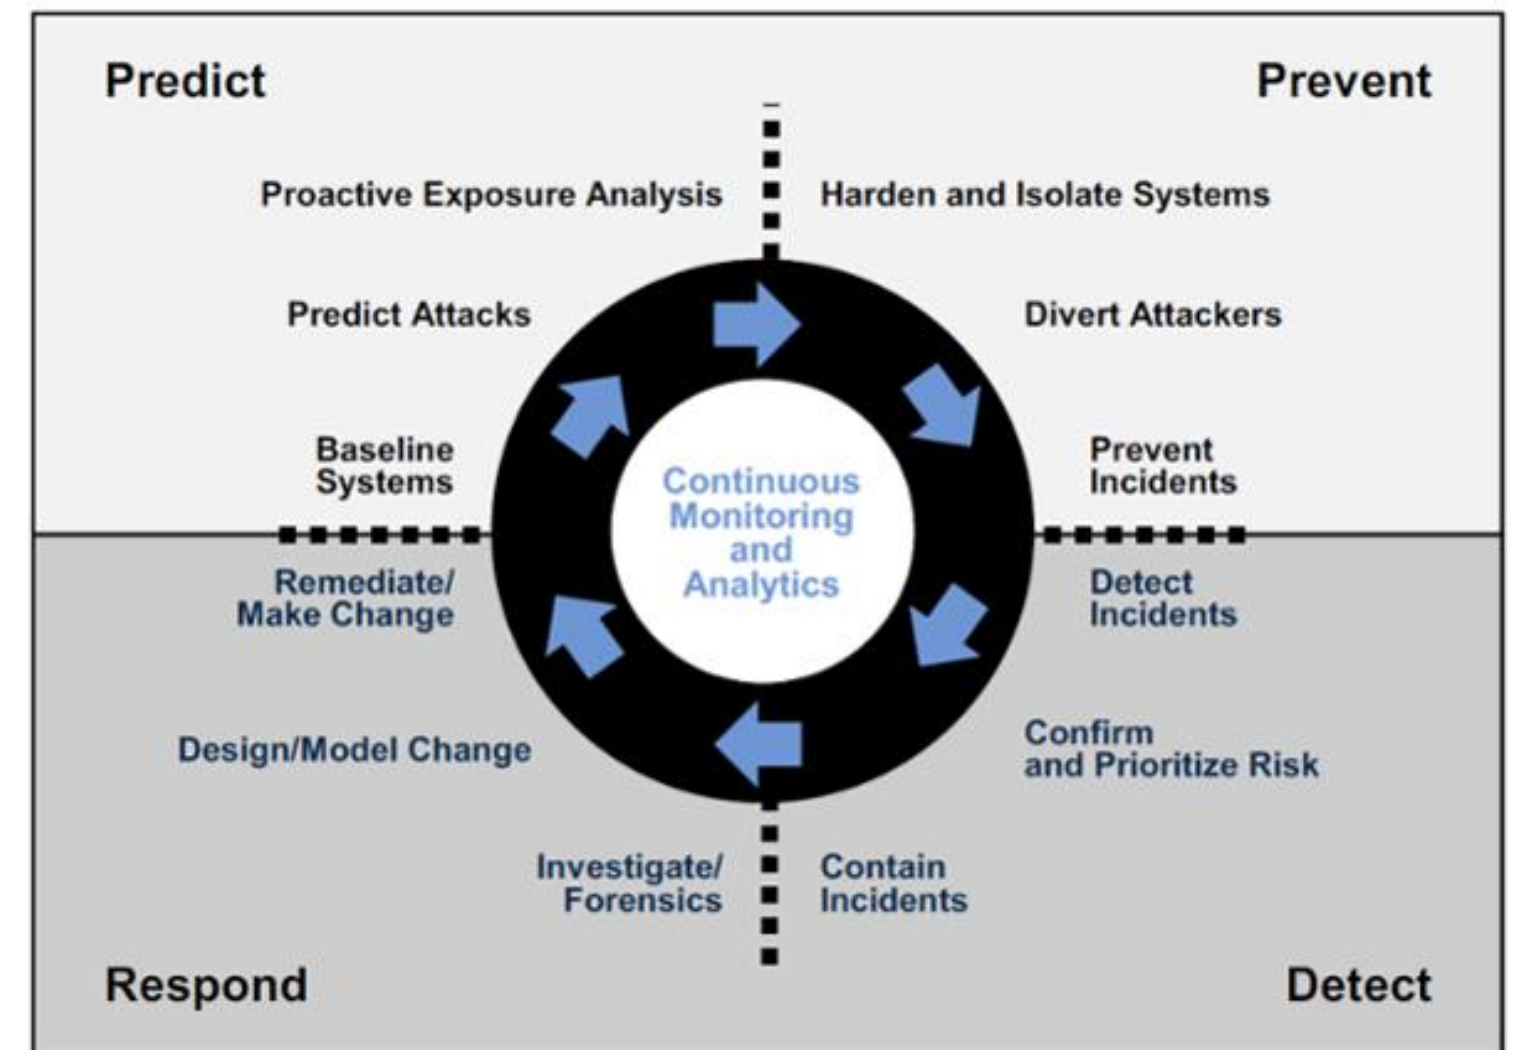 Predict
Prevent
Proactive Exposure Analysis
Harden and Isolate Systems
Predict Attacks
Divert Attackers
Baseline
Systems
Prevent
Incidents
Continuous
Monitoring
and
Analytics
Remediate/
Make Change
Detect
Incidents
Design/Model Change
Confirm
and Prioritize Risk
Investigate/
Forensics
Contain
Incidents
Respond
Detect